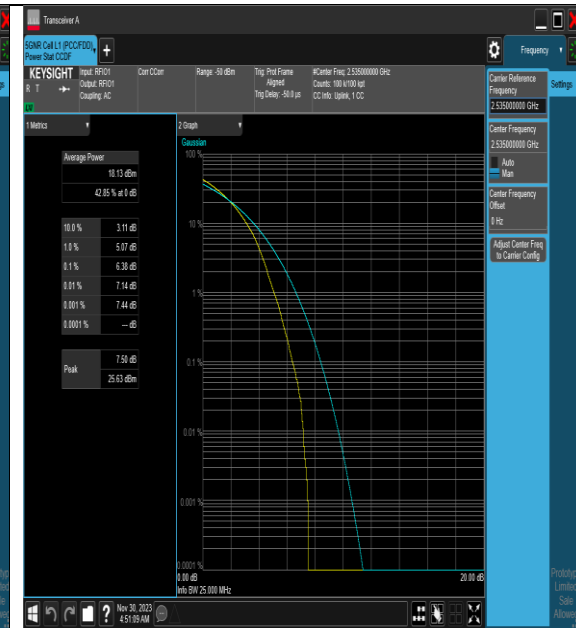 Transceiver A
5GNR Cell L1 (PCC/FDD),
Power Stat CCDF
Frequency
Settings
KEYSIGHT
R T
LV
Input: RFIO1
Output: RFIO1
Coupling: AC
Corr CCorr
Range: -50 dBm
Trig: Prot Frame
Aligned
Trig Delay: -50.0 µs
#Center Freq: 2.535000000 GHz
Counts: 100 k/100 kpt
CC Info: Uplink, 1 CC
Carrier Reference
Frequency
2.535000000 GHz
Center Frequency
2.535000000 GHz
Auto
Man
Center Frequency
Offset
0 Hz
Adjust Center Freq
to Carrier Config
1 Metrics
Average Power
18.13 dBm
42.85 % at 0 dB
10.0 % 3.11 dB
1.0 % 5.07 dB
0.1 % 6.38 dB
0.01 % 7.14 dB
0.001 % 7.44 dB
0.0001 % --- dB
Peak 7.50 dB
25.63 dBm
2 Graph
Gaussian
100 %
10 %
1 %
0.1 %
0.01 %
0.001 %
0.0001 %
0.00 dB 20.00 dB
Info BW 25.000 MHz
?
Nov 30, 2023
4:51:09 AM